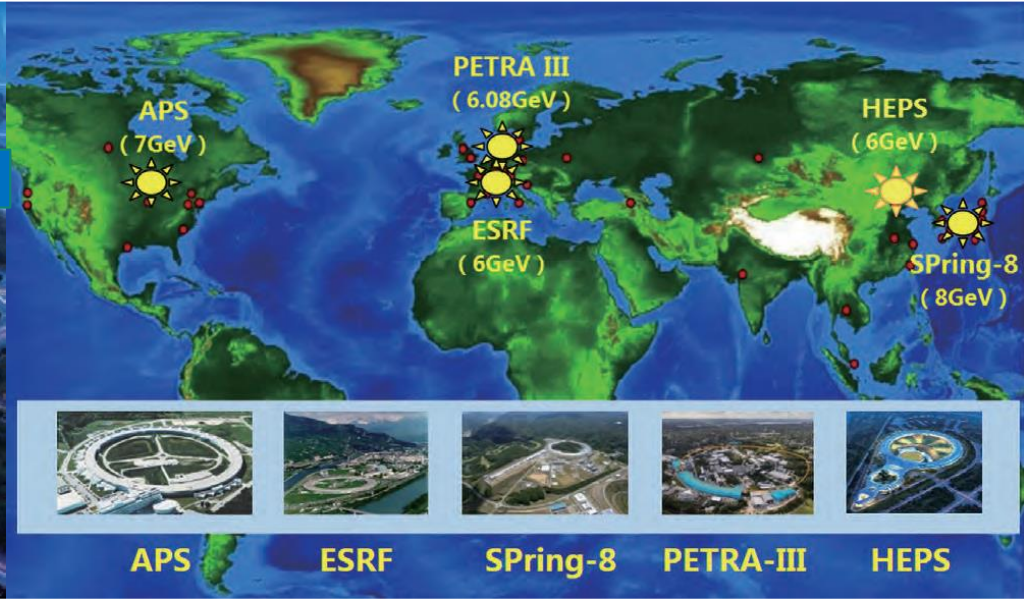 PETRA III
( 6.08GeV )
APS
( 7GeV )
HEPS
( 6GeV )
ESRF
( 6GeV )
SPring-8
( 8GeV )
APS
ESRF
SPring-8
PETRA-III
HEPS